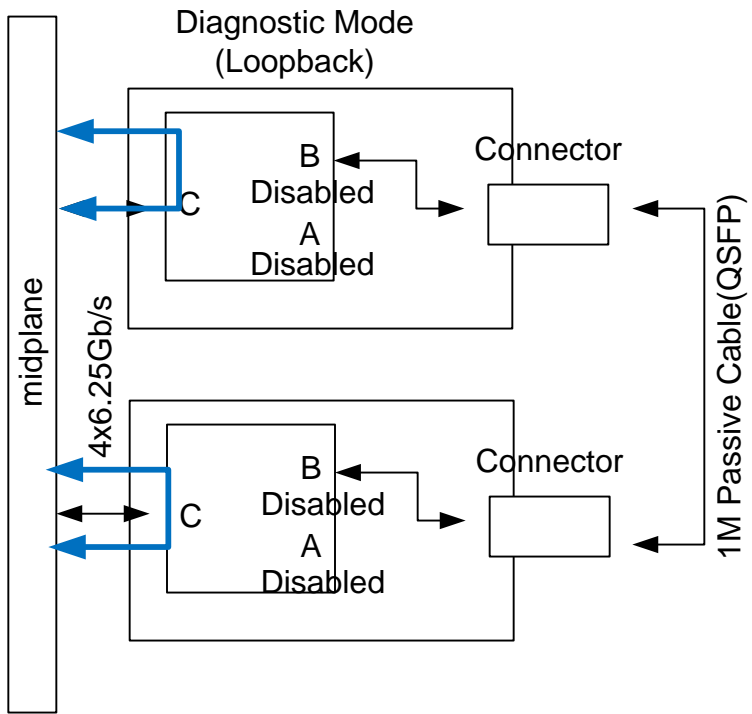 Diagnostic Mode
(Loopback)
B
Disabled
A
Disabled
C
Connector
midplane
4x6.25Gb/s
1M Passive Cable(QSFP)
B
Disabled
A
Disabled
C
Connector